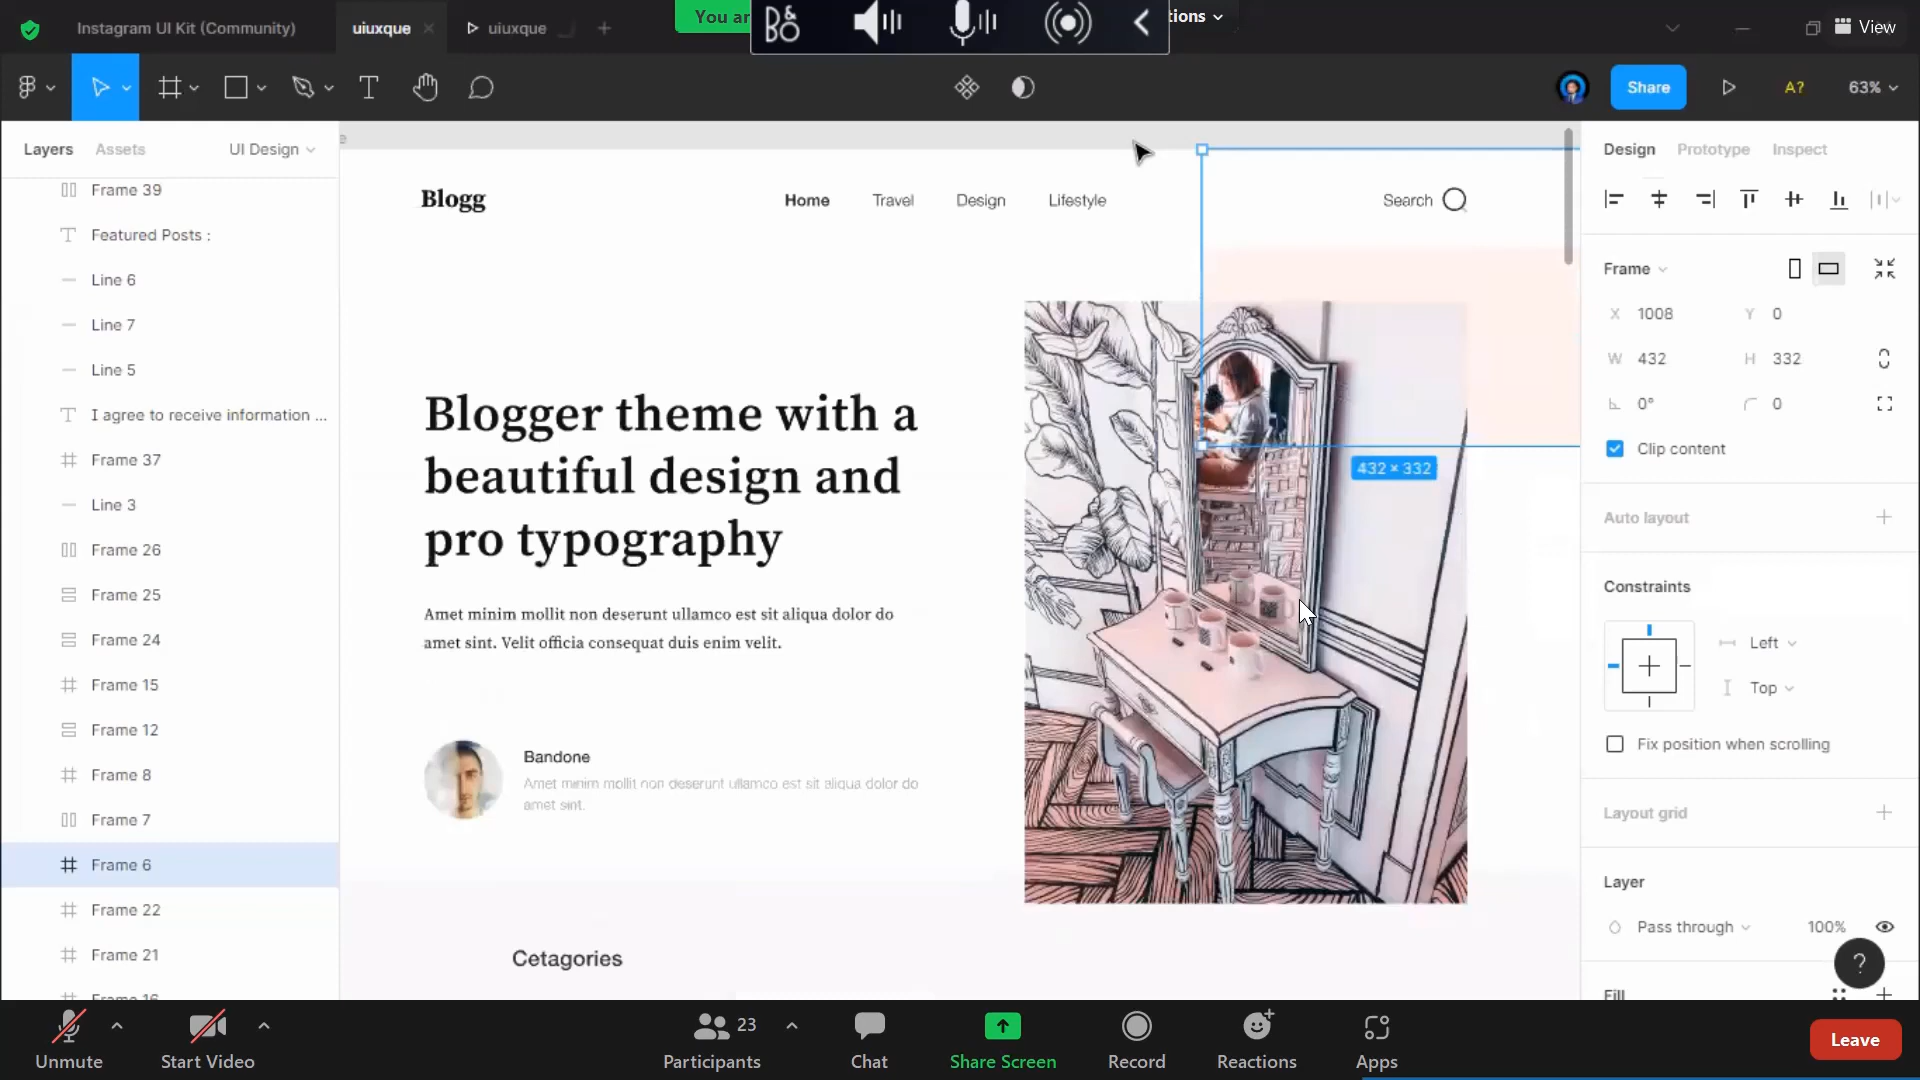 Instagram UI Kit (Community)
uiuxque
uiuxque
You ar
tions
View
B&O
Share
A?
63%
Layers
Assets
UI Design
Frame 39
Featured Posts :
Line 6
Line 7
Line 5
I agree to receive information ...
Frame 37
Line 3
Frame 26
Frame 25
Frame 24
Frame 15
Frame 12
Frame 8
Frame 7
Frame 6
Frame 22
Frame 21
Frame 16
Blogg
Home
Travel
Design
Lifestyle
Search
Blogger theme with a
beautiful design and
pro typography
Amet minim mollit non deserunt ullamco est sit aliqua dolor do
amet sint. Velit officia consequat duis enim velit.
Bandone
Amet minim mollit non deserunt ullamco est sit aliqua dolor do
amet sint.
432 × 332
Cetagories
Design
Prototype
Inspect
Frame
X 1008
Y 0
W 432
H 332
0°
0
Clip content
Auto layout
Constraints
Left
Top
Fix position when scrolling
Layout grid
Layer
Pass through
100%
?
Fill
Unmute
Start Video
23
Participants
Chat
Share Screen
Record
Reactions
Apps
Leave